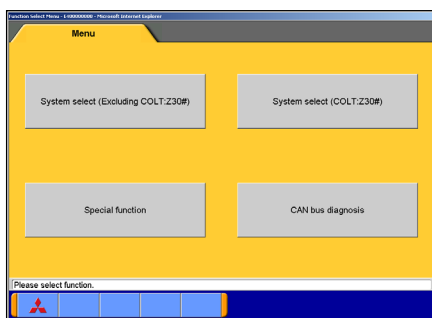 Function Select Menu - E400000000 - Microsoft Internet Explorer
Menu
System select (Excluding COLT:Z30#)
System select (COLT:Z30#)
Special function
CAN bus diagnosis
Please select function.